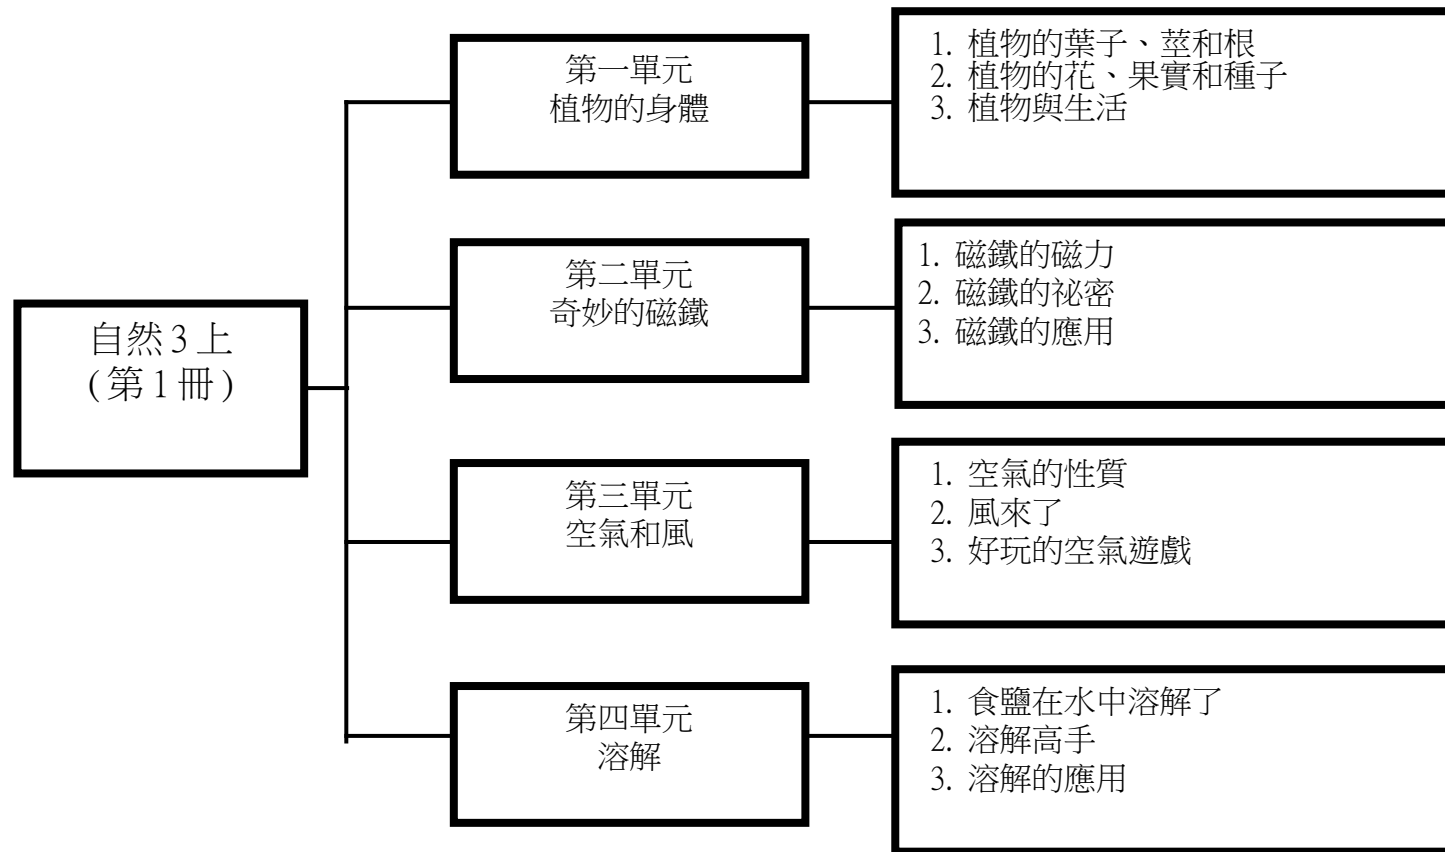 自然3上
(第1冊)
第一單元
植物的身體
1. 植物的葉子、莖和根
2. 植物的花、果實和種子
3. 植物與生活
第二單元
奇妙的磁鐵
1. 磁鐵的磁力
2. 磁鐵的祕密
3. 磁鐵的應用
第三單元
空氣和風
1. 空氣的性質
2. 風來了
3. 好玩的空氣遊戲
第四單元
溶解
1. 食鹽在水中溶解了
2. 溶解高手
3. 溶解的應用